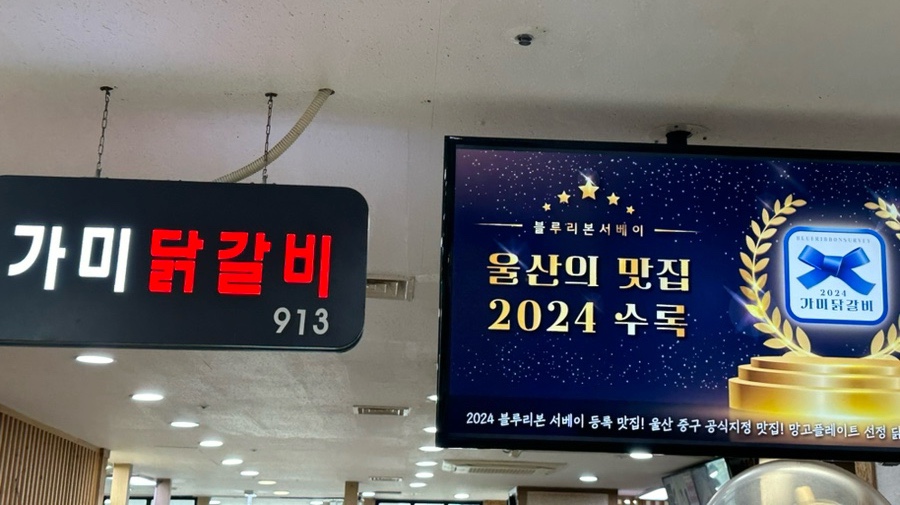 가미 닭갈비
913
블루리본서베이
울산의 맛집
2024 수록
2024
가미닭갈비
2024 블루리본 서베이 등록 맛집! 울산 중구 공식지정 맛집! 망고플레이트 선정 닭